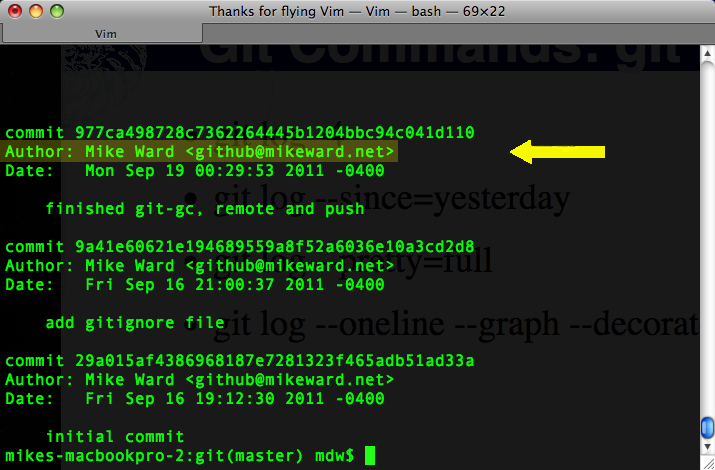 Thanks for flying Vim — Vim — bash — 69×22
Vim
Git Commands: git
commit 977ca498728c7362264445b1204bbc94c041d110
Author: Mike Ward <github@mikeward.net>
Date:   Mon Sep 19 00:29:53 2011 -0400
git log --since=yesterday
finished git-gc, remote and push
commit 9a41e60621e194689559a8f52a6036e10a3cd2d8
Author: Mike Ward <github@mikeward.net>
git log --pretty=full
Date:   Fri Sep 16 21:00:37 2011 -0400
add gitignore file
git log --oneline --graph --decorat
commit 29a015af4386968187e7281323f465adb51ad33a
Author: Mike Ward <github@mikeward.net>
Date:   Fri Sep 16 19:12:30 2011 -0400
initial commit
mikes-macbookpro-2:git(master) mdw$